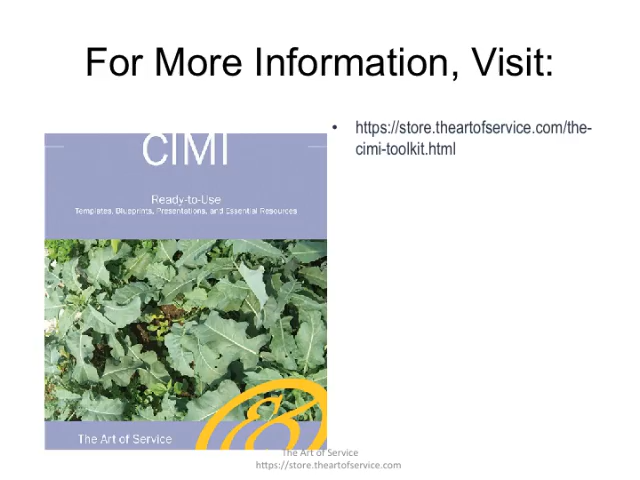 For More Information, Visit:
• https://store.theartofservice.com/the-
cimi-toolkit.html
CIMI
Ready-to-Use
Templates, Blueprints, Presentations, and Essential Resources
The Art of Service
The Art of Service
https://store.theartofservice.com